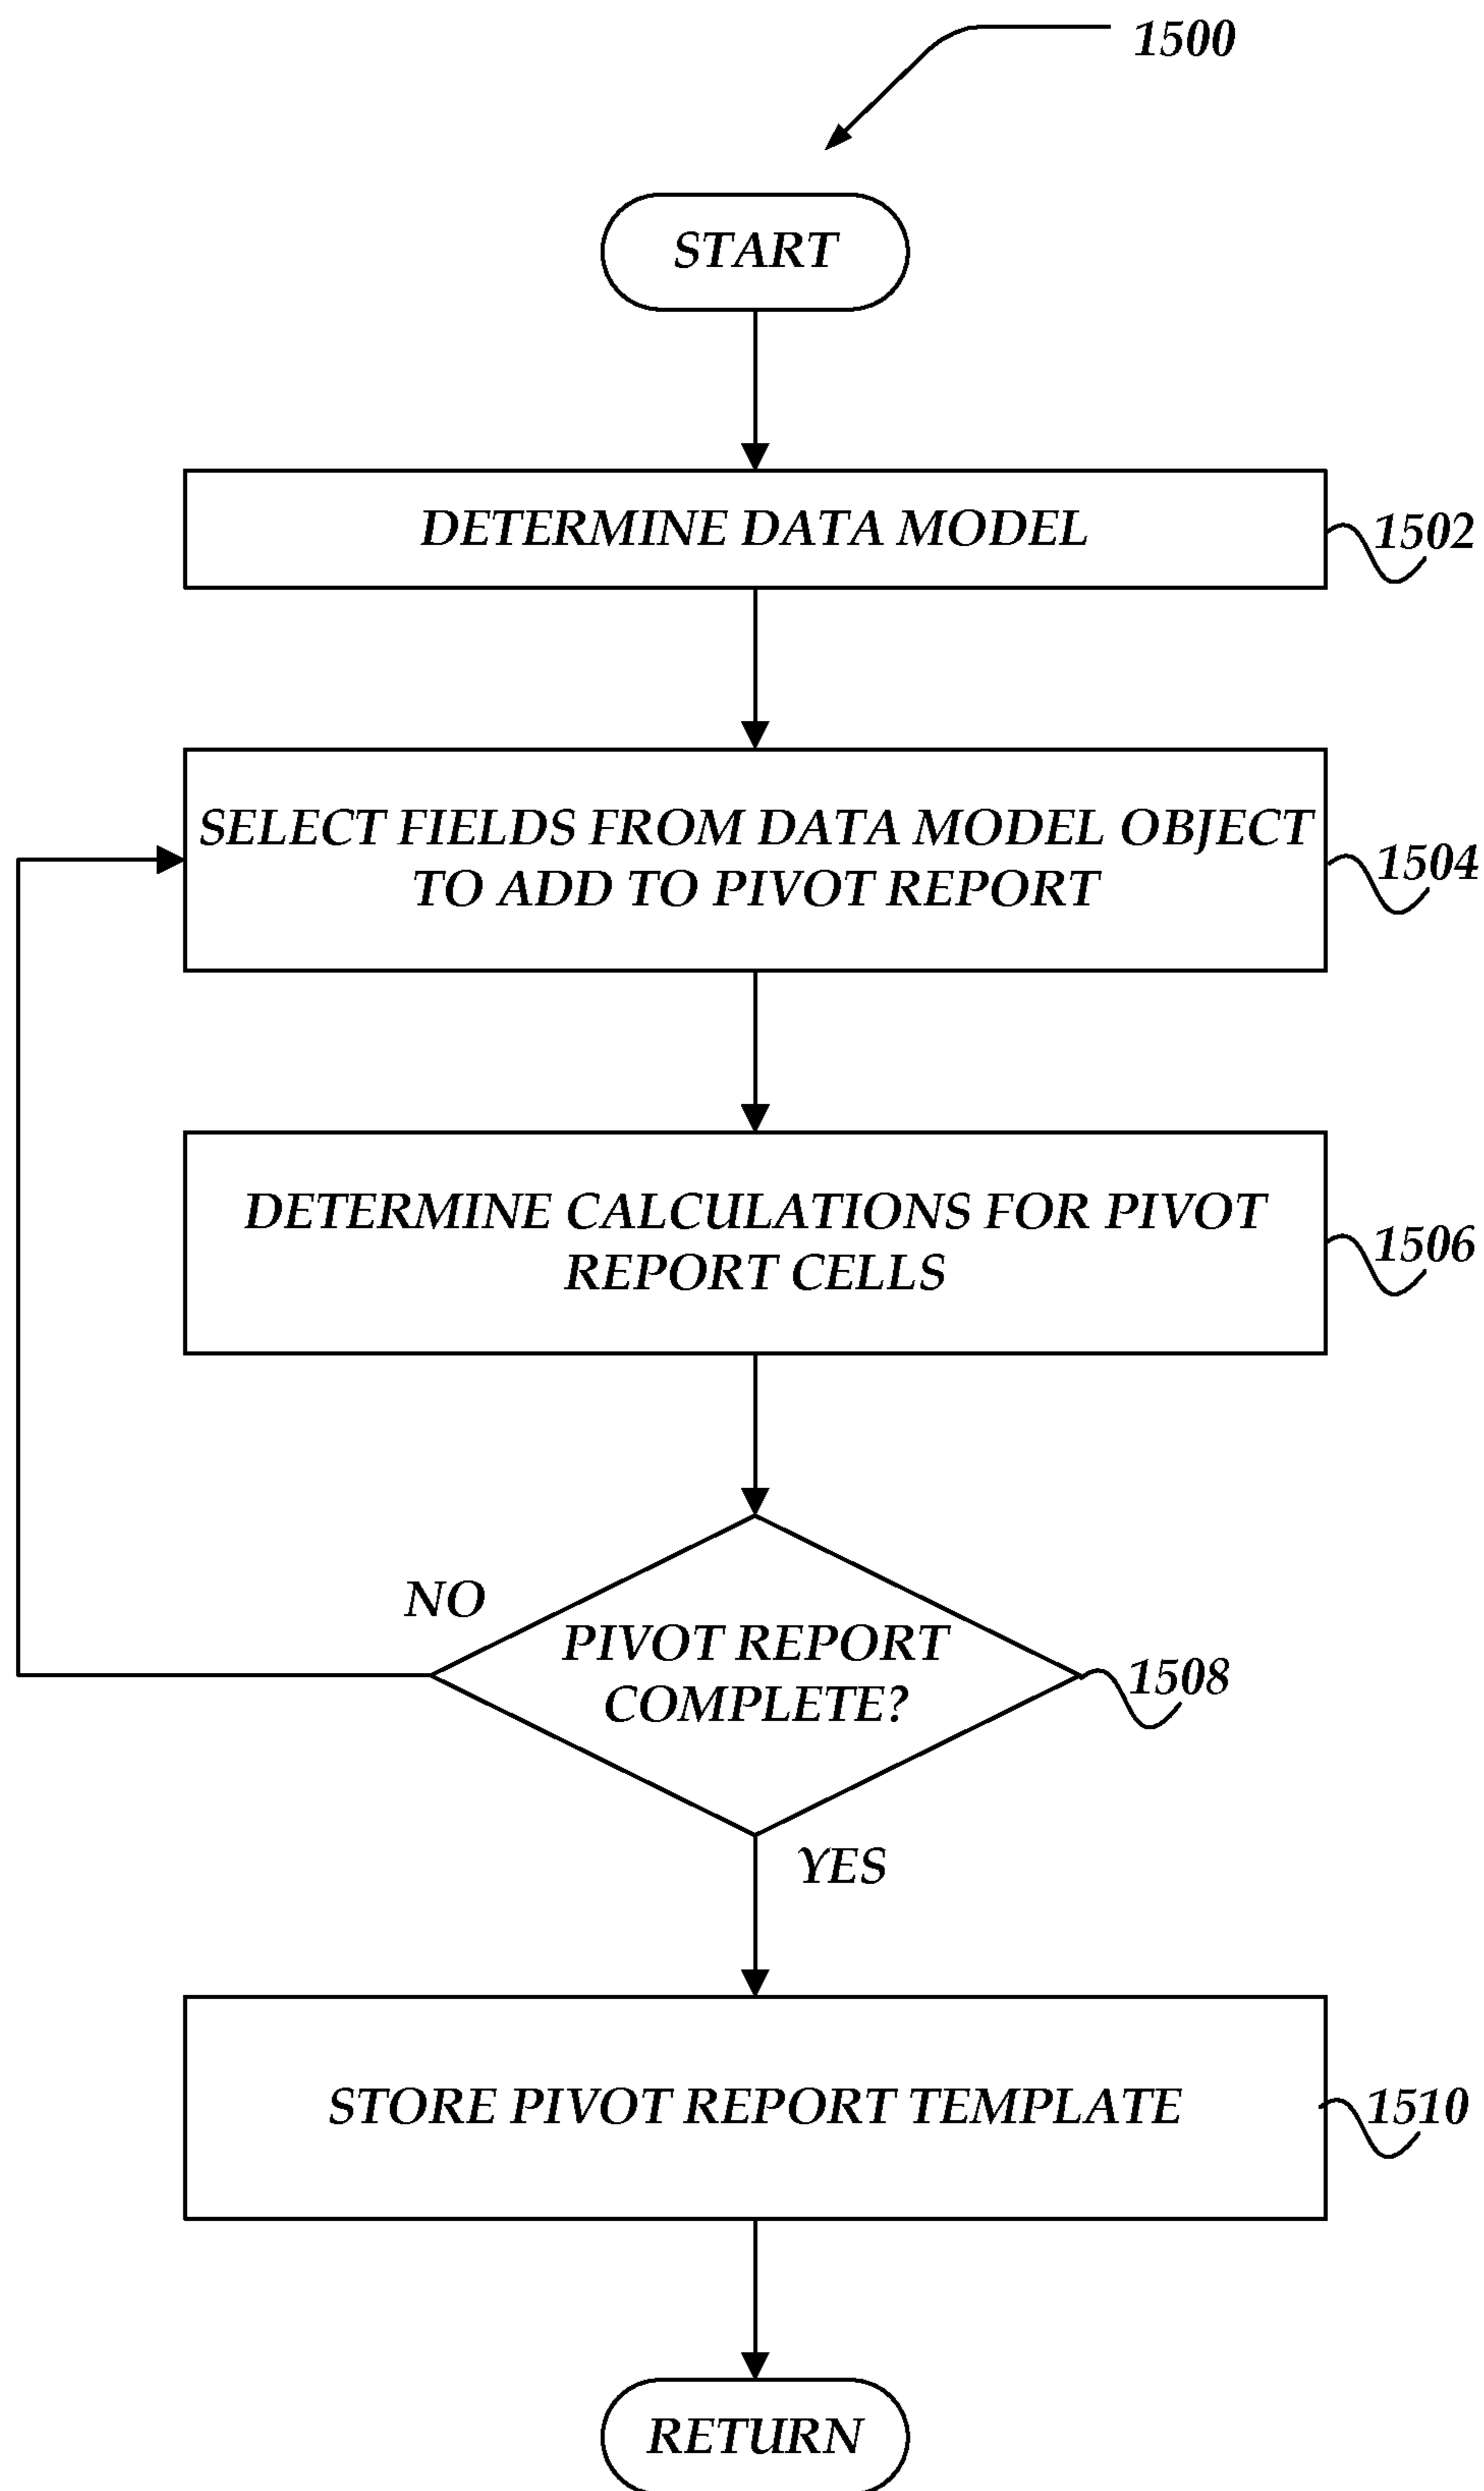 1500
START
DETERMINE DATA MODEL
1502
SELECT FIELDS FROM DATA MODEL OBJECT
TO ADD TO PIVOT REPORT
1504
DETERMINE CALCULATIONS FOR PIVOT
REPORT CELLS
1506
NO
PIVOT REPORT
COMPLETE?
1508
YES
STORE PIVOT REPORT TEMPLATE
1510
RETURN